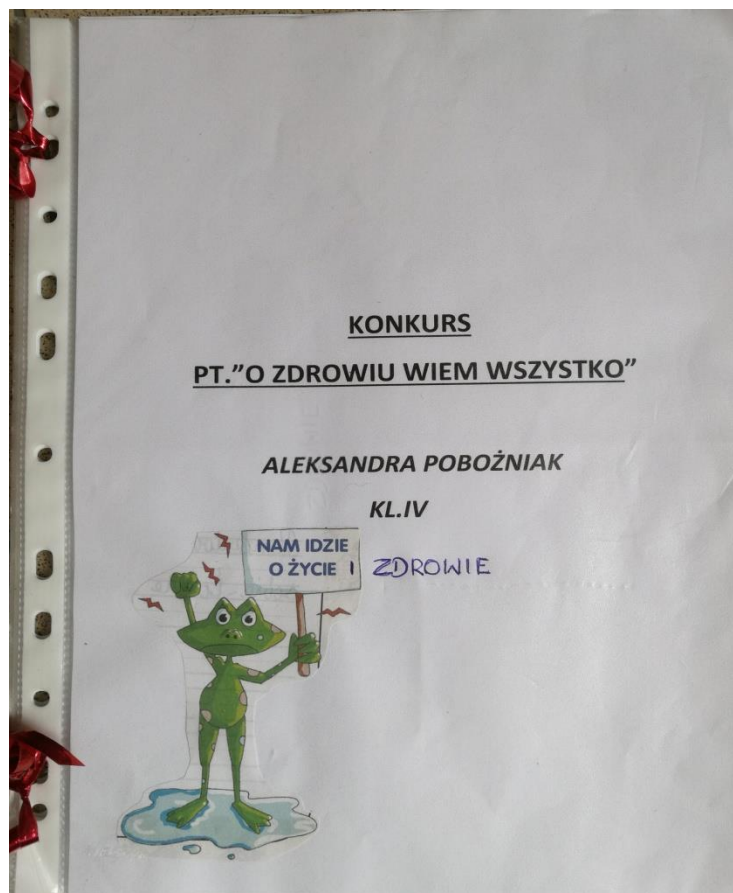 KONKURS
PT."O ZDROWIU WIEM WSZYSTKO"
ALEKSANDRA POBOŻNIAK
KL.IV
NAM IDZIE
O ŻYCIE I ZDROWIE